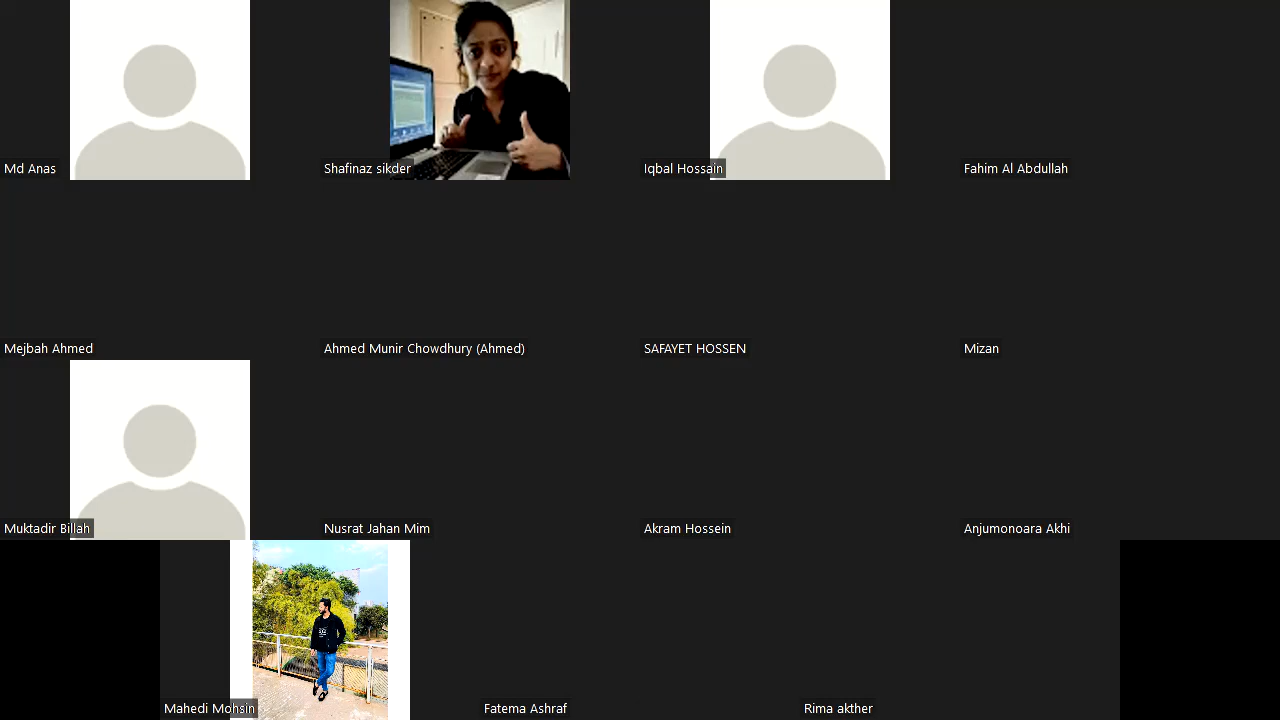 Md Anas
Shafinaz sikder
Iqbal Hossain
Fahim Al Abdullah
Mejbah Ahmed
Ahmed Munir Chowdhury (Ahmed)
SAFAYET HOSSEN
Mizan
Muktadir Billah
Nusrat Jahan Mim
Akram Hossein
Anjumonoara Akhi
Mahedi Mohsin
Fatema Ashraf
Rima akther